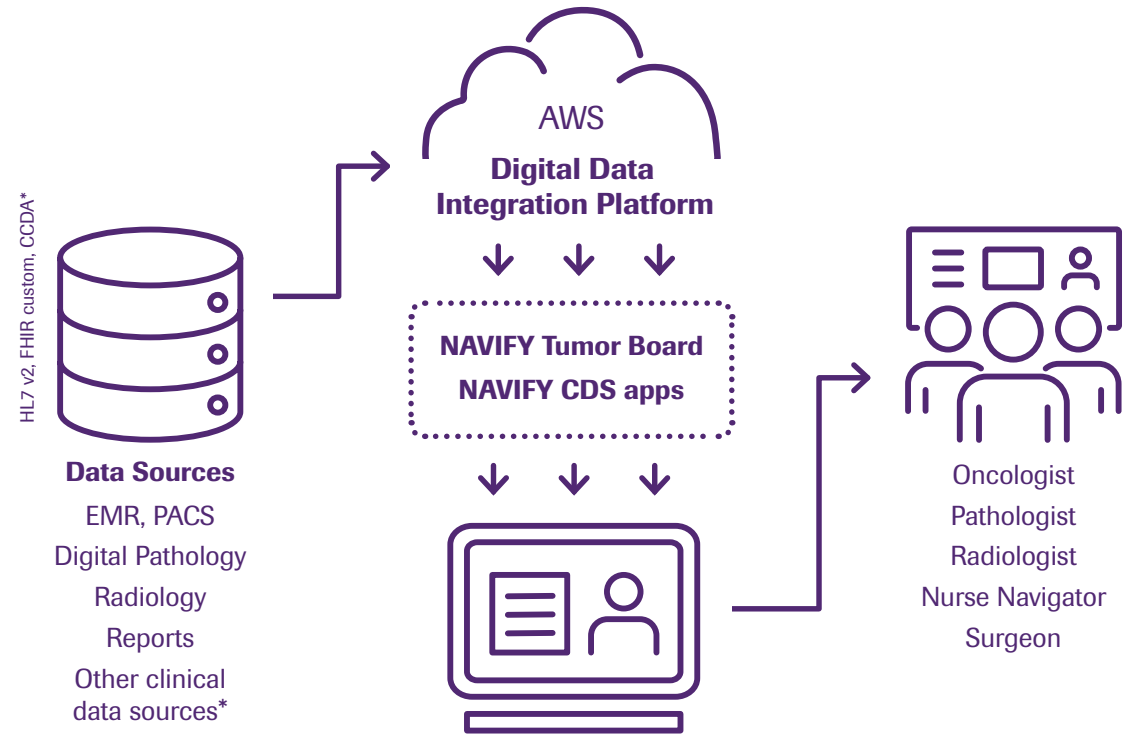 HL7 v2, FHIR custom, CCDA*
Data Sources
EMR, PACS
Digital Pathology
Radiology
Reports
Other clinical
data sources*
AWS
Digital Data
Integration Platform
NAVIFY Tumor Board
NAVIFY CDS apps
Oncologist
Pathologist
Radiologist
Nurse Navigator
Surgeon